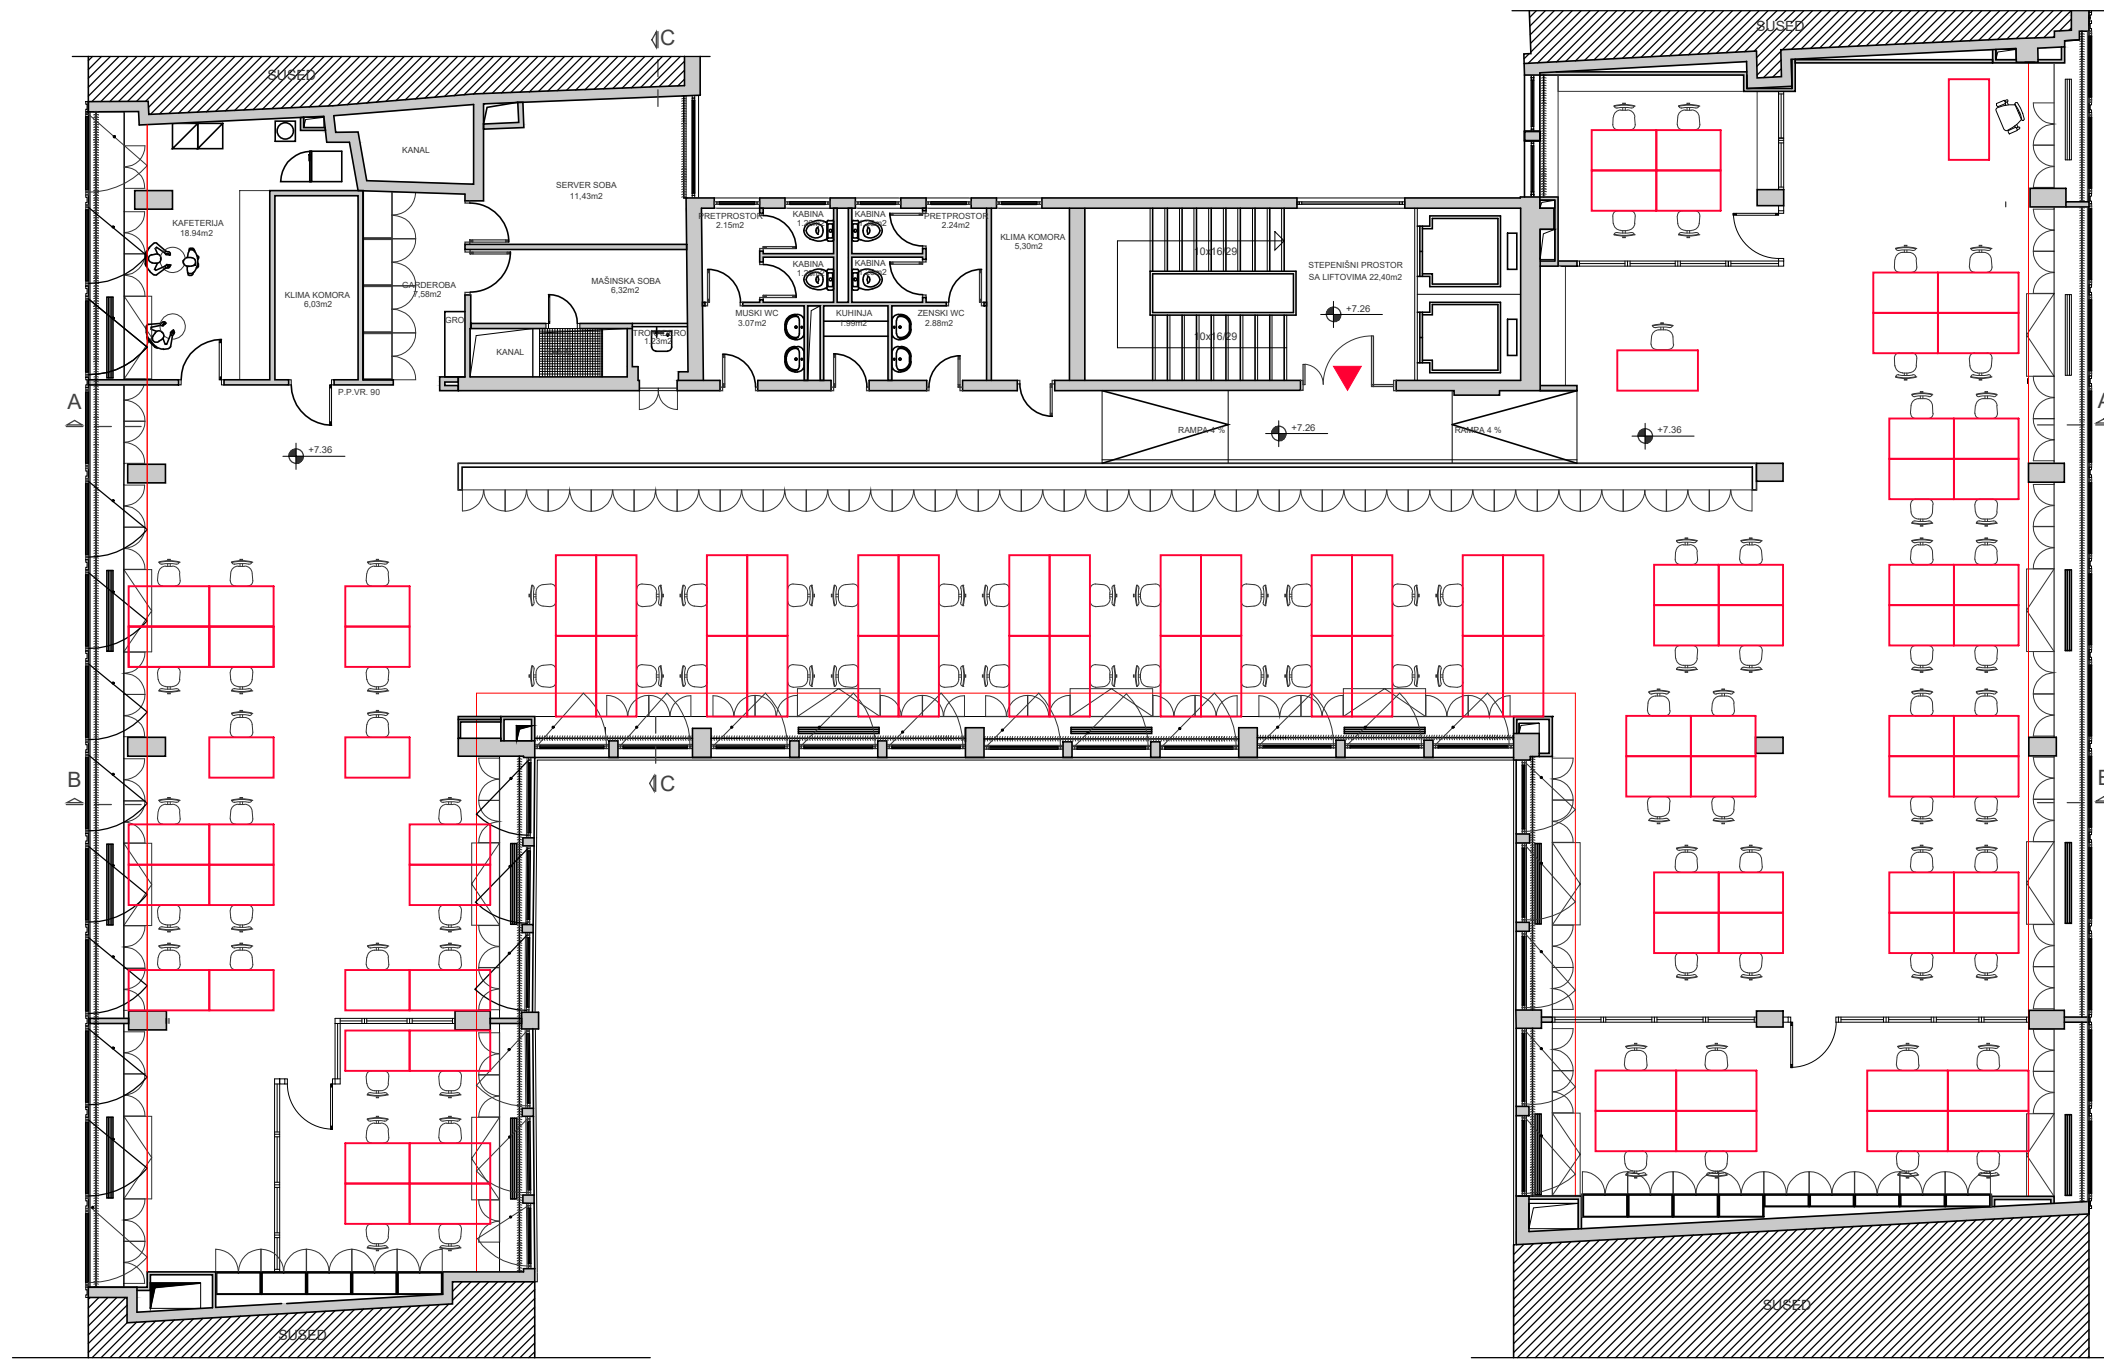 SUSED
C
SUSED
KANAL
SERVER SOBA
11,43m2
KAFETERIJA
18.94m2
PRETPROSTOR
2.15m2
KABINA
KABINA
PRETPROSTOR
2.24m2
KLIMA KOMORA
5,30m2
10x16/29
STEPENIŠNI PROSTOR
SA LIFTOVIMA 22,40m2
+7.26
KABINA
KABINA
MAŠINSKA SOBA
6,32m2
GARDEROBA
7,58m2
KLIMA KOMORA
6,03m2
GRO
MUSKI WC
3.07m2
KUHINJA
1.99m2
ZENSKI WC
2.88m2
1.23m2
KANAL
10x16/29
P.P.VR. 90
A
A
+7.36
RAMPA 4 %
+7.26
RAMPA 4 %
+7.36
B
B
C
SUSED
SUSED